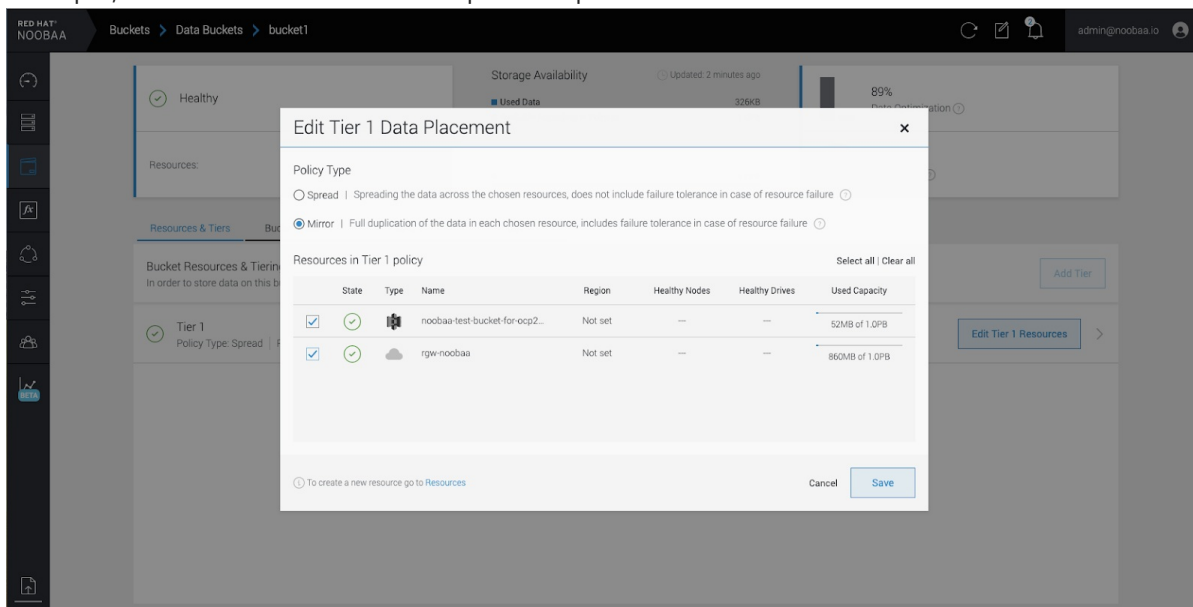 RED HAT®
NOOBAA
Buckets > Data Buckets > bucket1
2
admin@noobaa.io
Healthy
Storage Availability
Updated: 2 minutes ago
Used Data
326KB
89%
Data Optimization
Resources:
Edit Tier 1 Data Placement
Policy Type
Spread | Spreading the data across the chosen resources, does not include failure tolerance in case of resource failure
Mirror | Full duplication of the data in each chosen resource, includes failure tolerance in case of resource failure
Resources in Tier 1 policy
Select all | Clear all
State Type Name Region Healthy Nodes Healthy Drives Used Capacity
noobaa-test-bucket-for-ocp2... Not set — — 52MB of 1.0PB
rgw-noobaa Not set — — 860MB of 1.0PB
To create a new resource go to Resources
Cancel
Save
Resources & Tiers
Bucket Resources & Tierin
In order to store data on this b
Add Tier
Tier 1
Policy Type: Spread
Edit Tier 1 Resources
BETA